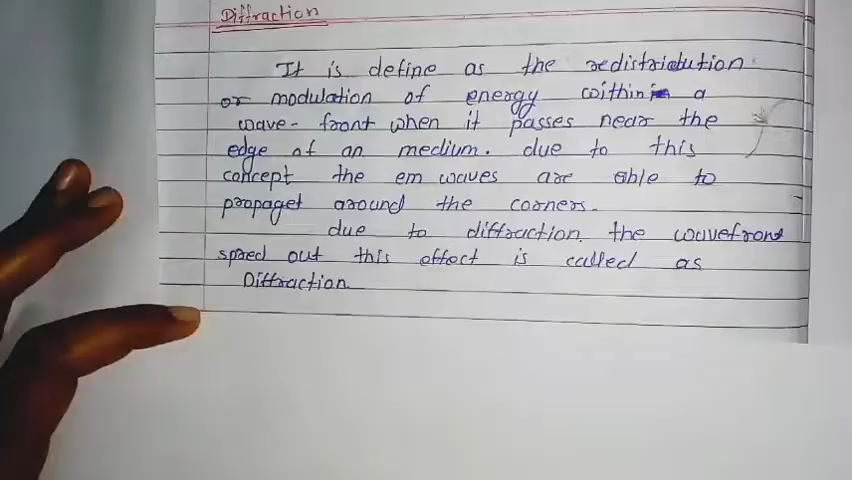 Diffraction
It is define as the redistribution
or modulation of energy within a
wave-front when it passes near the
edge of an medium. due to this
concept the em waves are able to
propaget around the corners.
due to diffraction. the wavefront
spred out this effect is called as
Diffraction